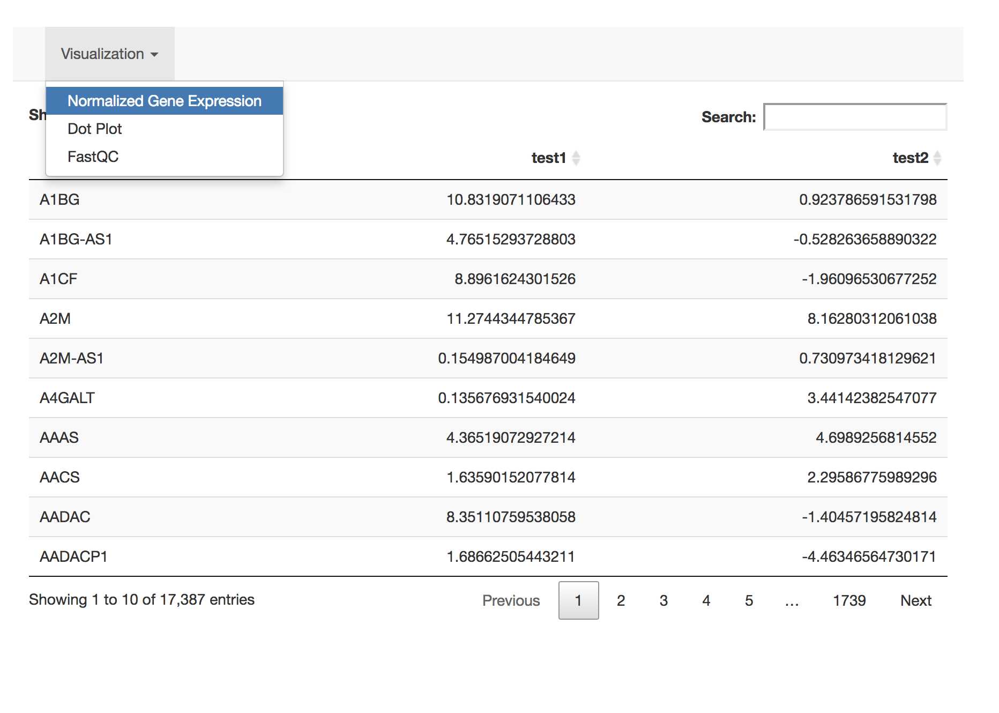 Visualization
Normalized Gene Expression
Dot Plot
FastQC
Search:
test1 test2
A1BG 10.8319071106433 0.923786591531798
A1BG-AS1 4.76515293728803 -0.528263658890322
A1CF 8.8961624301526 -1.96096530677252
A2M 11.2744344785367 8.16280312061038
A2M-AS1 0.154987004184649 0.730973418129621
A4GALT 0.135676931540024 3.44142382547077
AAAS 4.36519072927214 4.6989256814552
AACS 1.63590152077814 2.29586775989296
AADAC 8.35110759538058 -1.40457195824814
AADACP1 1.68662505443211 -4.46346564730171
Showing 1 to 10 of 17,387 entries Previous 1 2 3 4 5 ... 1739 Next